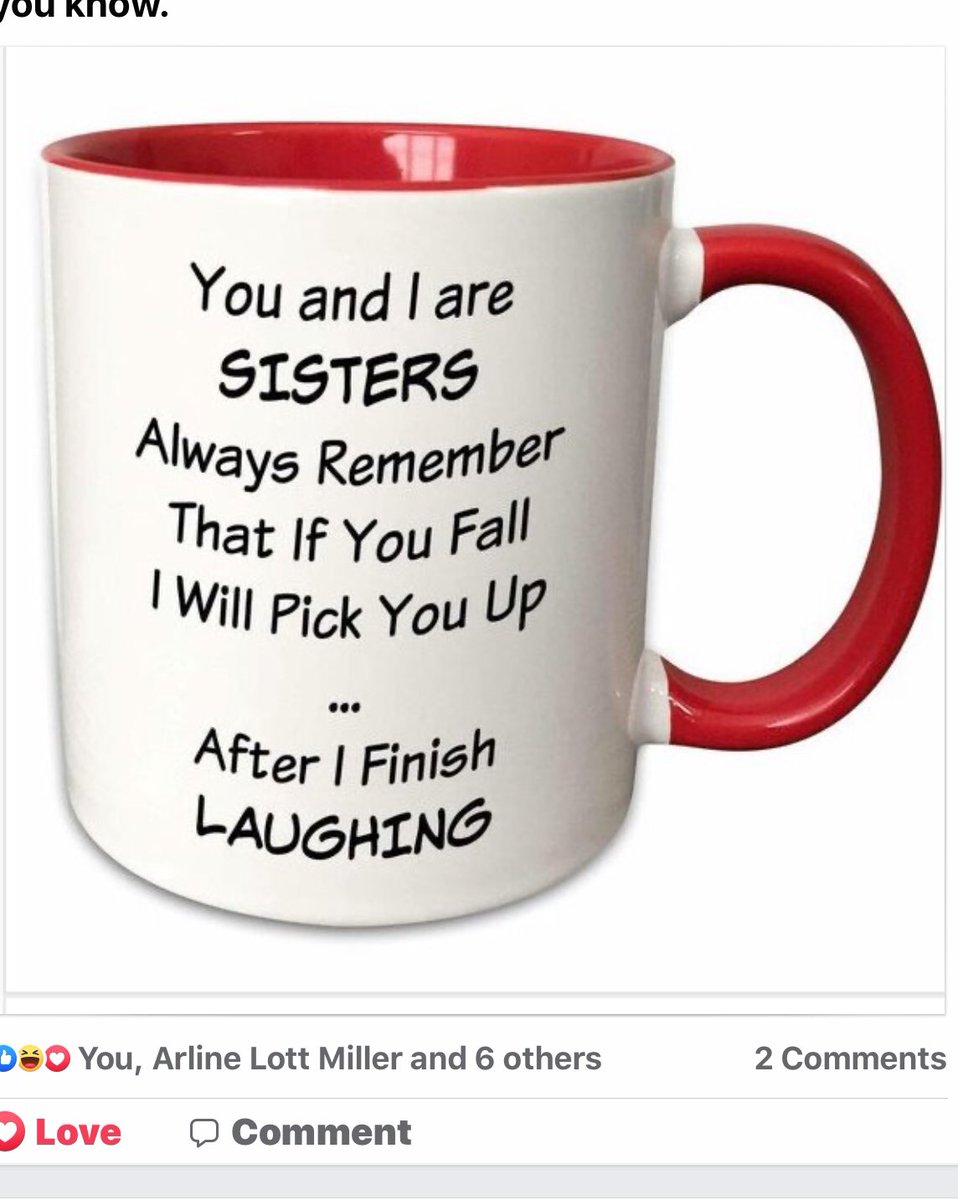 you know.
You and I are
SISTERS
Always Remember
That If You Fall
I Will Pick You Up
...
After I Finish
LAUGHING
You, Arline Lott Miller and 6 others
2 Comments
Love
Comment